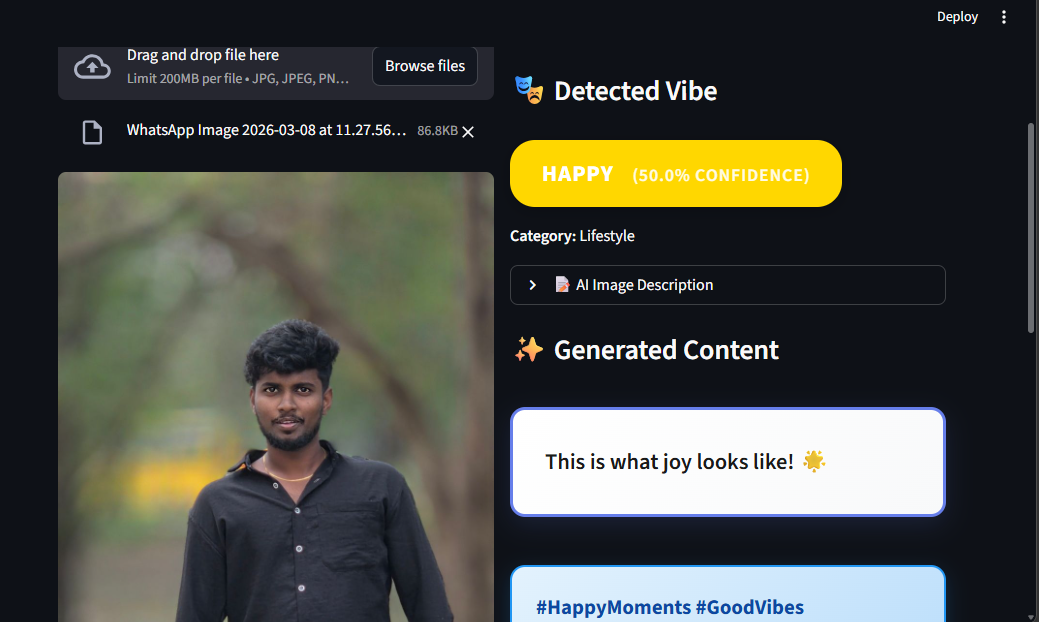 Deploy
Drag and drop file here
Limit 200MB per file • JPG, JPEG, PN…
Browse files
WhatsApp Image 2026-03-08 at 11.27.56… 86.8KB
🎭 Detected Vibe
HAPPY (50.0% CONFIDENCE)
Category: Lifestyle
📝 AI Image Description
✨ Generated Content
This is what joy looks like! 🌟
#HappyMoments #GoodVibes